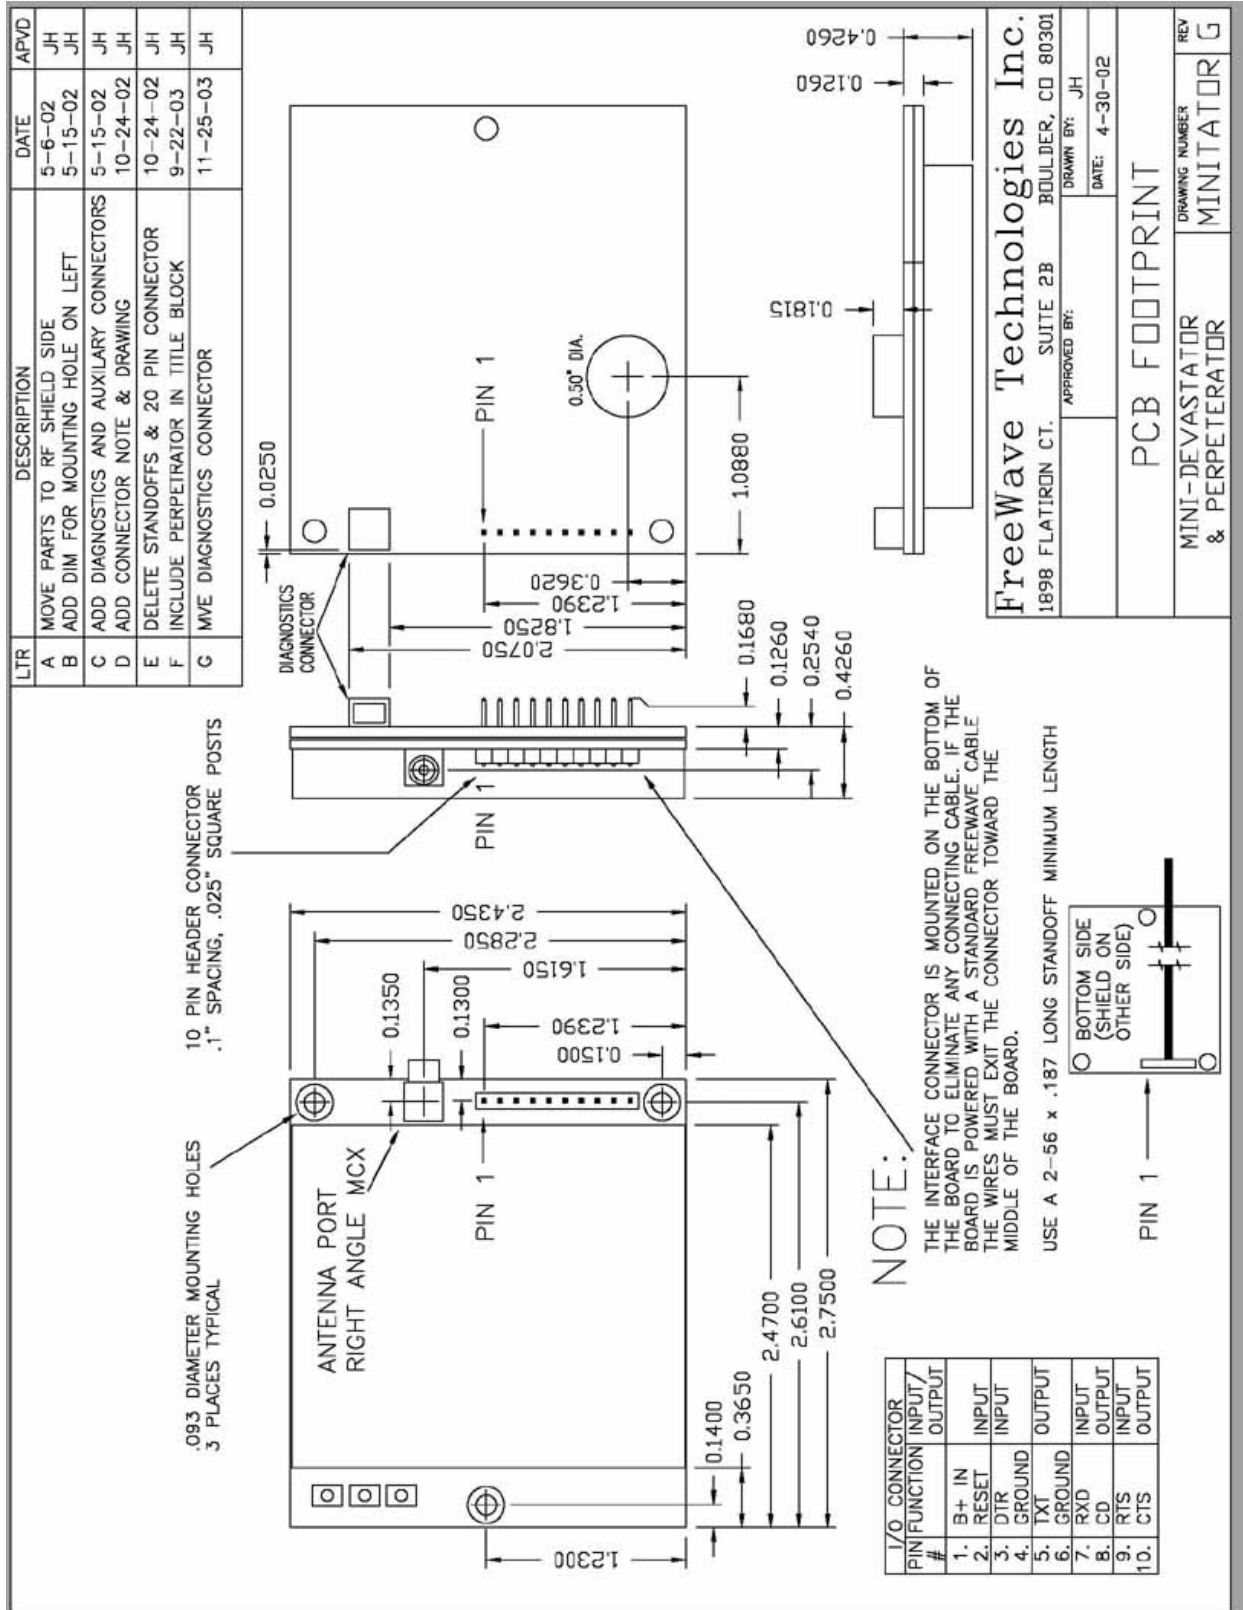 LTR DESCRIPTION DATE APVD
A MOVE PARTS TO RF SHIELD SIDE 5-6-02 JH
B ADD DIM FOR MOUNTING HOLE ON LEFT 5-15-02 JH
C ADD DIAGNOSTICS AND AUXILARY CONNECTORS 5-15-02 JH
D ADD CONNECTOR NOTE & DRAWING 10-24-02 JH
E DELETE STANDOFFS & 20 PIN CONNECTOR 10-24-02 JH
F INCLUDE PERPETRATOR IN TITLE BLOCK 9-22-03 JH
G MVE DIAGNOSTICS CONNECTOR 11-25-03 JH
.093 DIAMETER MOUNTING HOLES
3 PLACES TYPICAL
10 PIN HEADER CONNECTOR
.1" SPACING, .025" SQUARE POSTS
ANTENNA PORT
RIGHT ANGLE MCX
PIN 1
1.2300
0.1400
0.3650
2.4700
2.6100
2.7500
0.1350
0.1300
0.1500
1.2390
1.6150
2.2850
2.4350
PIN 1
DIAGNOSTICS
CONNECTOR
0.1680
0.1260
0.2540
0.4260
0.0250
2.0750
1.8250
1.2390
0.3620
PIN 1
0.50" DIA.
1.0880
0.1815
0.1260
0.4260
NOTE:
THE INTERFACE CONNECTOR IS MOUNTED ON THE BOTTOM OF
THE BOARD TO ELIMINATE ANY CONNECTING CABLE. IF THE
BOARD IS POWERED WITH A STANDARD FREEWAVE CABLE
THE WIRES MUST EXIT THE CONNECTOR TOWARD THE
MIDDLE OF THE BOARD.
USE A 2-56 x .187 LONG STANDOFF MINIMUM LENGTH
BOTTOM SIDE
(SHIELD ON
OTHER SIDE)
PIN 1
I/O CONNECTOR
PIN # FUNCTION INPUT/OUTPUT
1. B+ IN
2. RESET INPUT
3. DTR INPUT
4. GROUND
5. TXT OUTPUT
6. GROUND
7. RXD INPUT
8. CD OUTPUT
9. RTS INPUT
10. CTS OUTPUT
FreeWave Technologies Inc.
1898 FLATIRON CT. SUITE 2B BOULDER, CO 80301
APPROVED BY: DRAWN BY: JH
DATE: 4-30-02
PCB FOOTPRINT
MINI-DEVASTATOR
& PERPETERATOR
DRAWING NUMBER
MINITATOR
REV
G